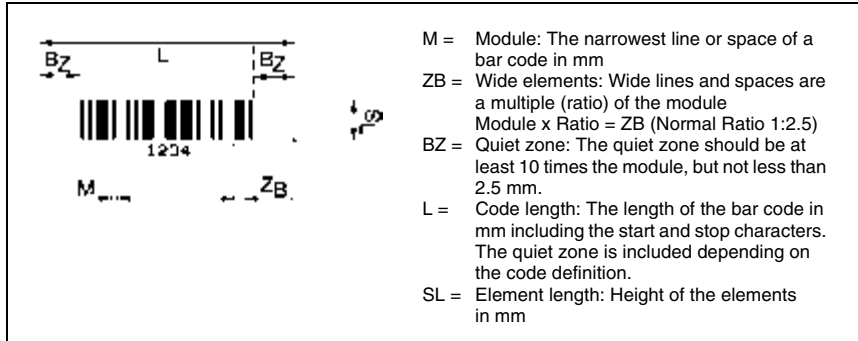 L
BZ BZ
1234
M ZB
M = Module: The narrowest line or space of a
bar code in mm
ZB = Wide elements: Wide lines and spaces are
a multiple (ratio) of the module
Module x Ratio = ZB (Normal Ratio 1:2.5)
BZ = Quiet zone: The quiet zone should be at
least 10 times the module, but not less than
2.5 mm.
L = Code length: The length of the bar code in
mm including the start and stop characters.
The quiet zone is included depending on
the code definition.
SL = Element length: Height of the elements
in mm